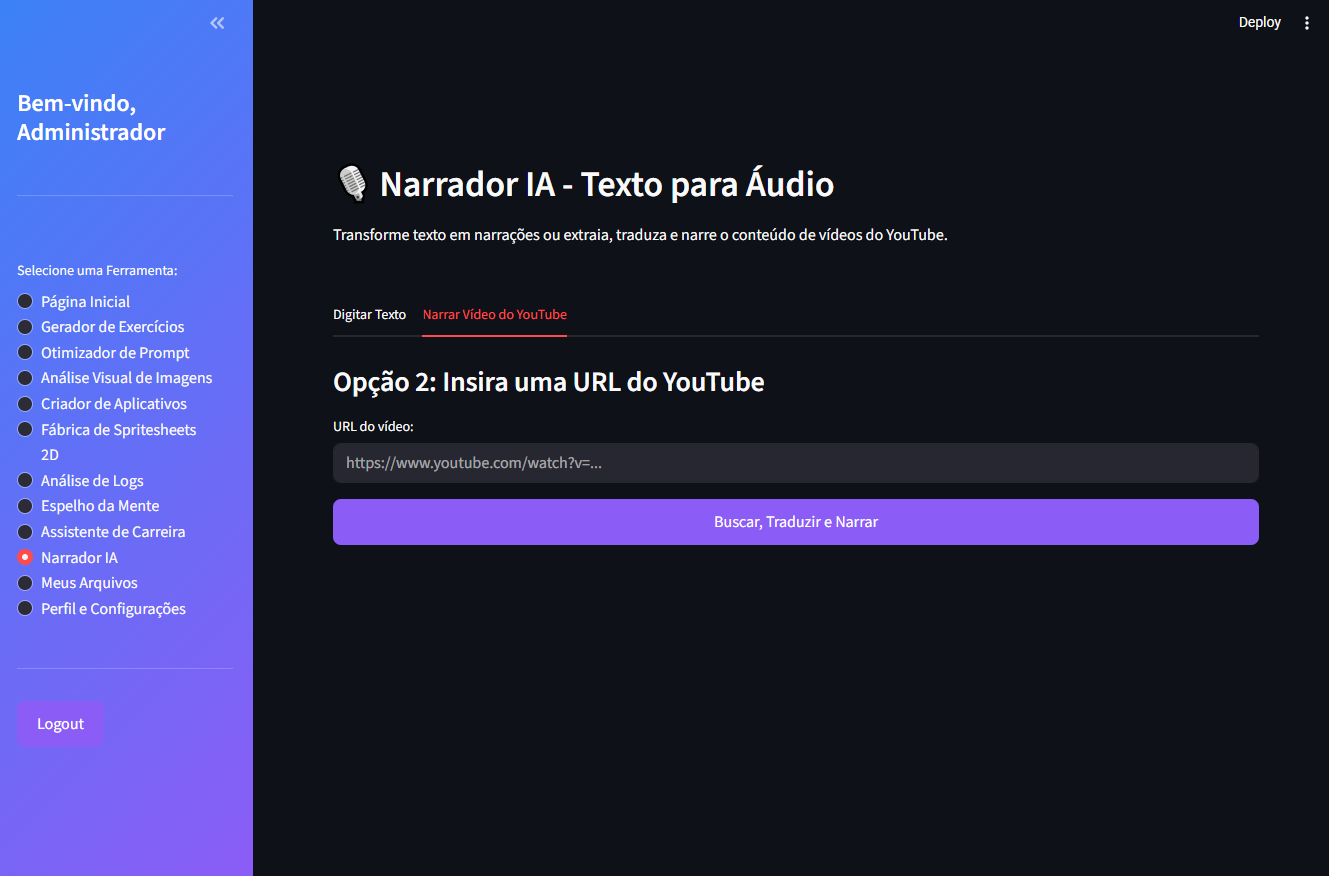 Deploy
Bem-vindo,
Administrador
Selecione uma Ferramenta:
Página Inicial
Gerador de Exercícios
Otimizador de Prompt
Análise Visual de Imagens
Criador de Aplicativos
Fábrica de Spritesheets
2D
Análise de Logs
Espelho da Mente
Assistente de Carreira
Narrador IA
Meus Arquivos
Perfil e Configurações
Logout
Narrador IA - Texto para Áudio
Transforme texto em narrações ou extraia, traduza e narre o conteúdo de vídeos do YouTube.
Digitar Texto
Narrar Vídeo do YouTube
Opção 2: Insira uma URL do YouTube
URL do vídeo:
https://www.youtube.com/watch?v=...
Buscar, Traduzir e Narrar